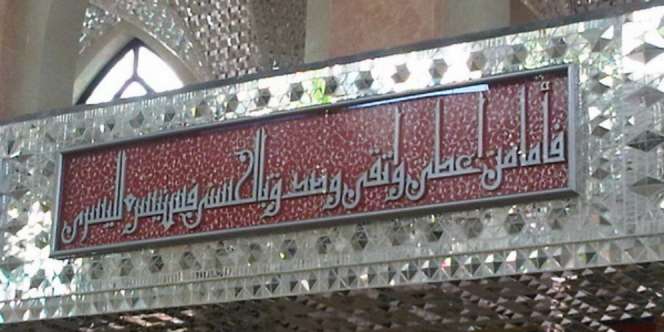 فأما من أعطى واتقى وصدق بالحسنى فسنيسره لليسرى